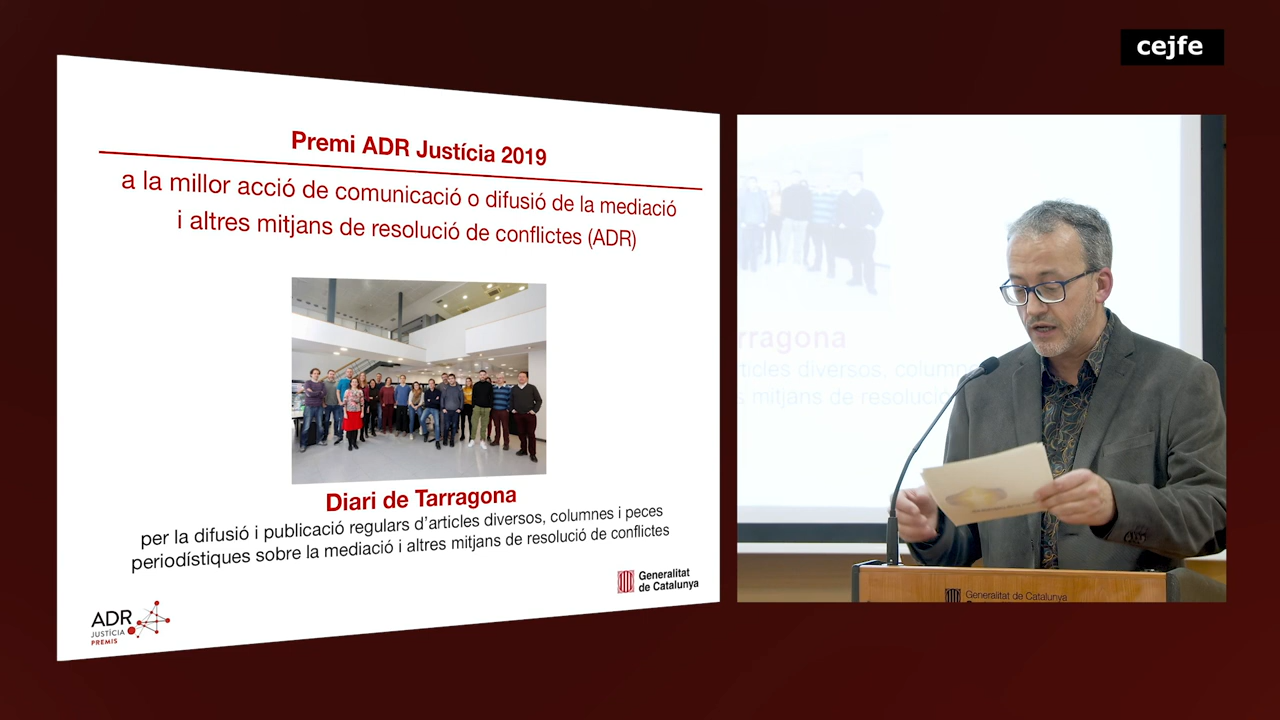 cejfe
Premi ADR Justícia 2019
a la millor acció de comunicació o difusió de la mediació
i altres mitjans de resolució de conflictes (ADR)
Diari de Tarragona
per la difusió i publicació regulars d'articles diversos, columnes i peces
periodístiques sobre la mediació i altres mitjans de resolució de conflictes
Generalitat
de Catalunya
ADR
JUSTÍCIA
PREMIS
rragona
ticles diversos, column
s mitjans de resolució
Generalitat de Catalunya